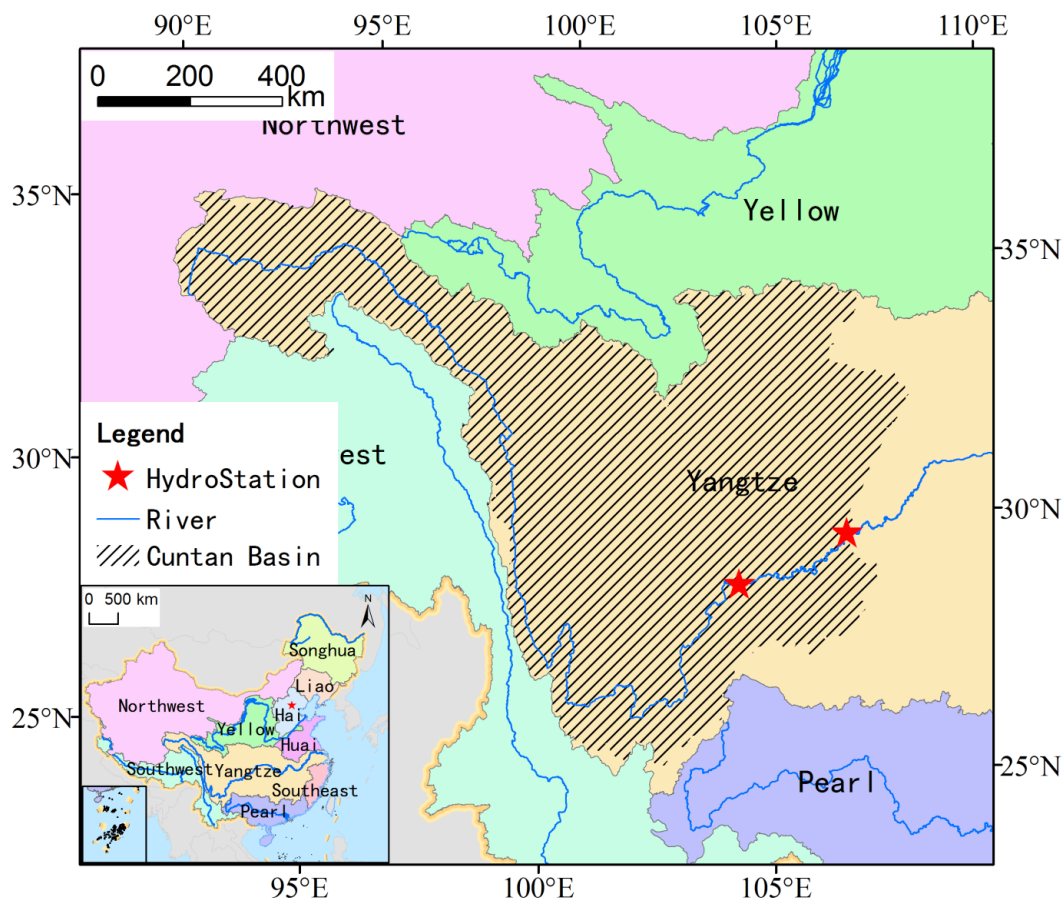 90°E 95°E 100°E 105°E 110°E
0 200 400
km
Northwest
35°N
Yellow
35°N
Legend
30°N
est
HydroStation
Yangtze
30°N
River
Cuntan Basin
0 500 km
N
Songhua
Liao
Northwest
Hai
25°N
Yellow
Huai
Southwest
Yangtze
25°N
Southeast
Pearl
Pearl
95°E 100°E 105°E